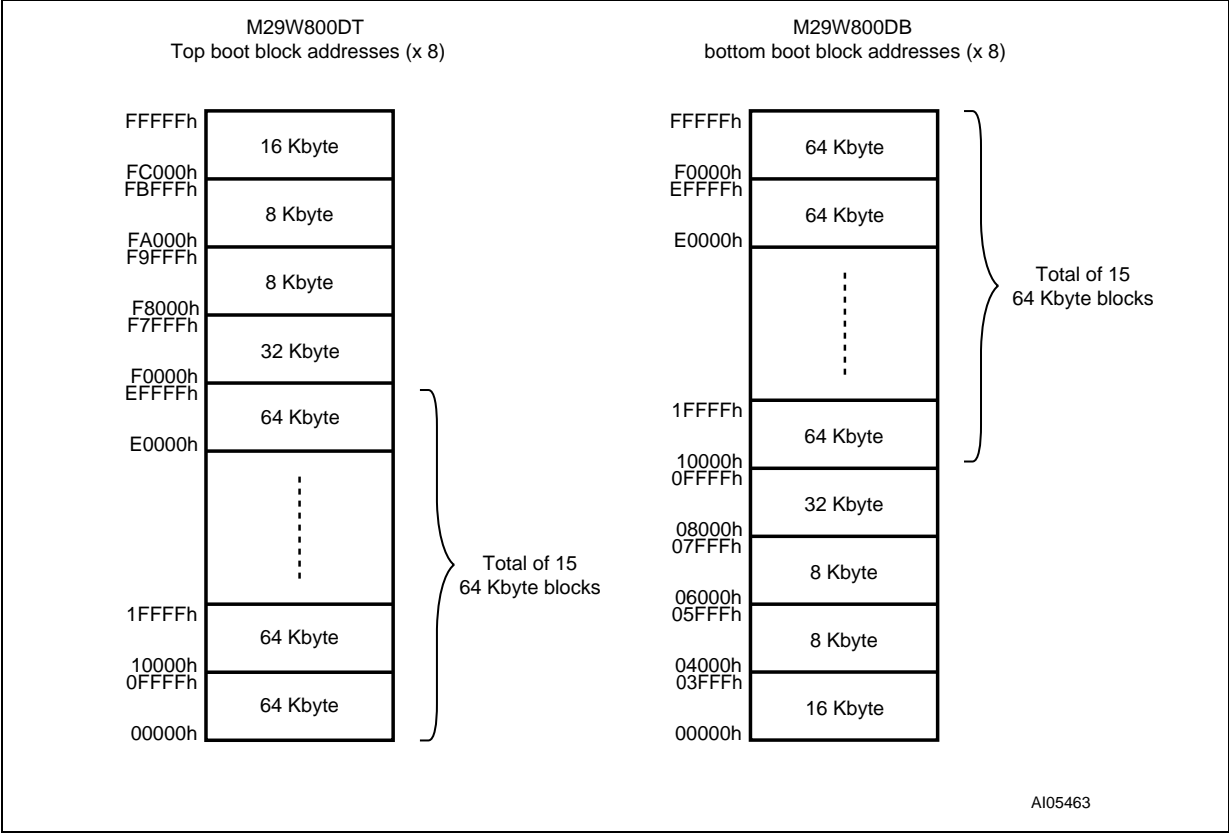 M29W800DT
Top boot block addresses (x 8)
FFFFFh
16 Kbyte
FC000h
FBFFFh
8 Kbyte
FA000h
F9FFFh
8 Kbyte
F8000h
F7FFFh
32 Kbyte
F0000h
EFFFFh
64 Kbyte
E0000h
Total of 15
64 Kbyte blocks
1FFFFh
64 Kbyte
10000h
0FFFFh
64 Kbyte
00000h
M29W800DB
bottom boot block addresses (x 8)
FFFFFh
64 Kbyte
F0000h
EFFFFh
64 Kbyte
E0000h
Total of 15
64 Kbyte blocks
1FFFFh
64 Kbyte
10000h
0FFFFh
32 Kbyte
08000h
07FFFh
8 Kbyte
06000h
05FFFh
8 Kbyte
04000h
03FFFh
16 Kbyte
00000h
AI05463